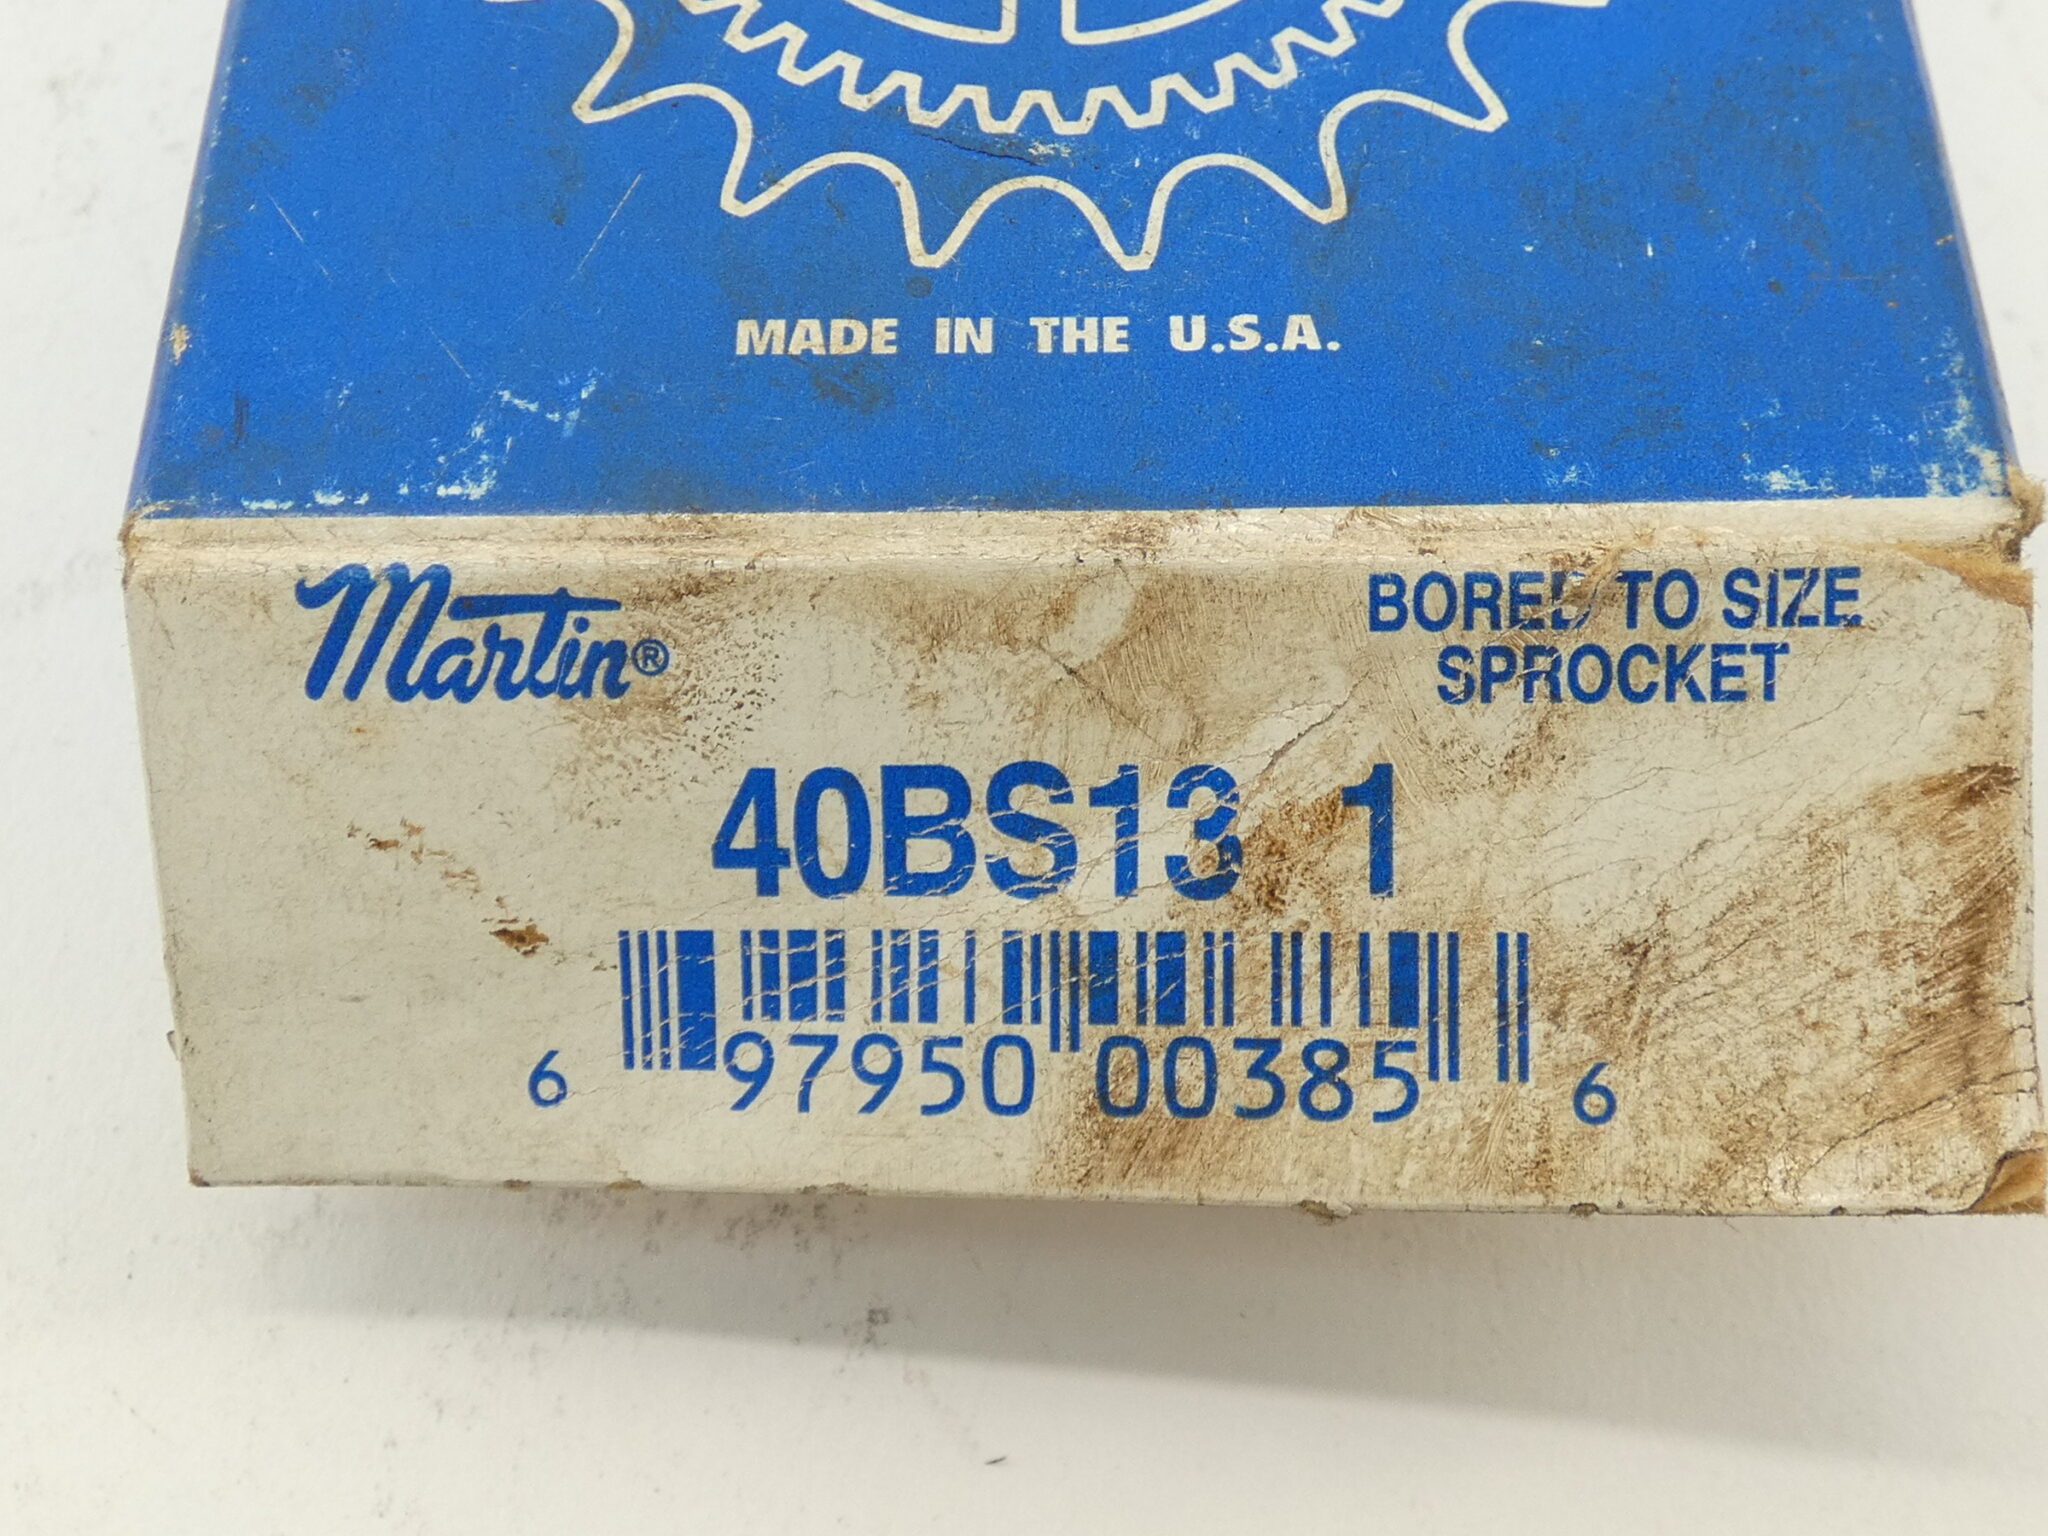 MADE IN THE U.S.A.
Martin®
BORED TO SIZE
SPROCKET
40BS13 1
6 97950 00385 6